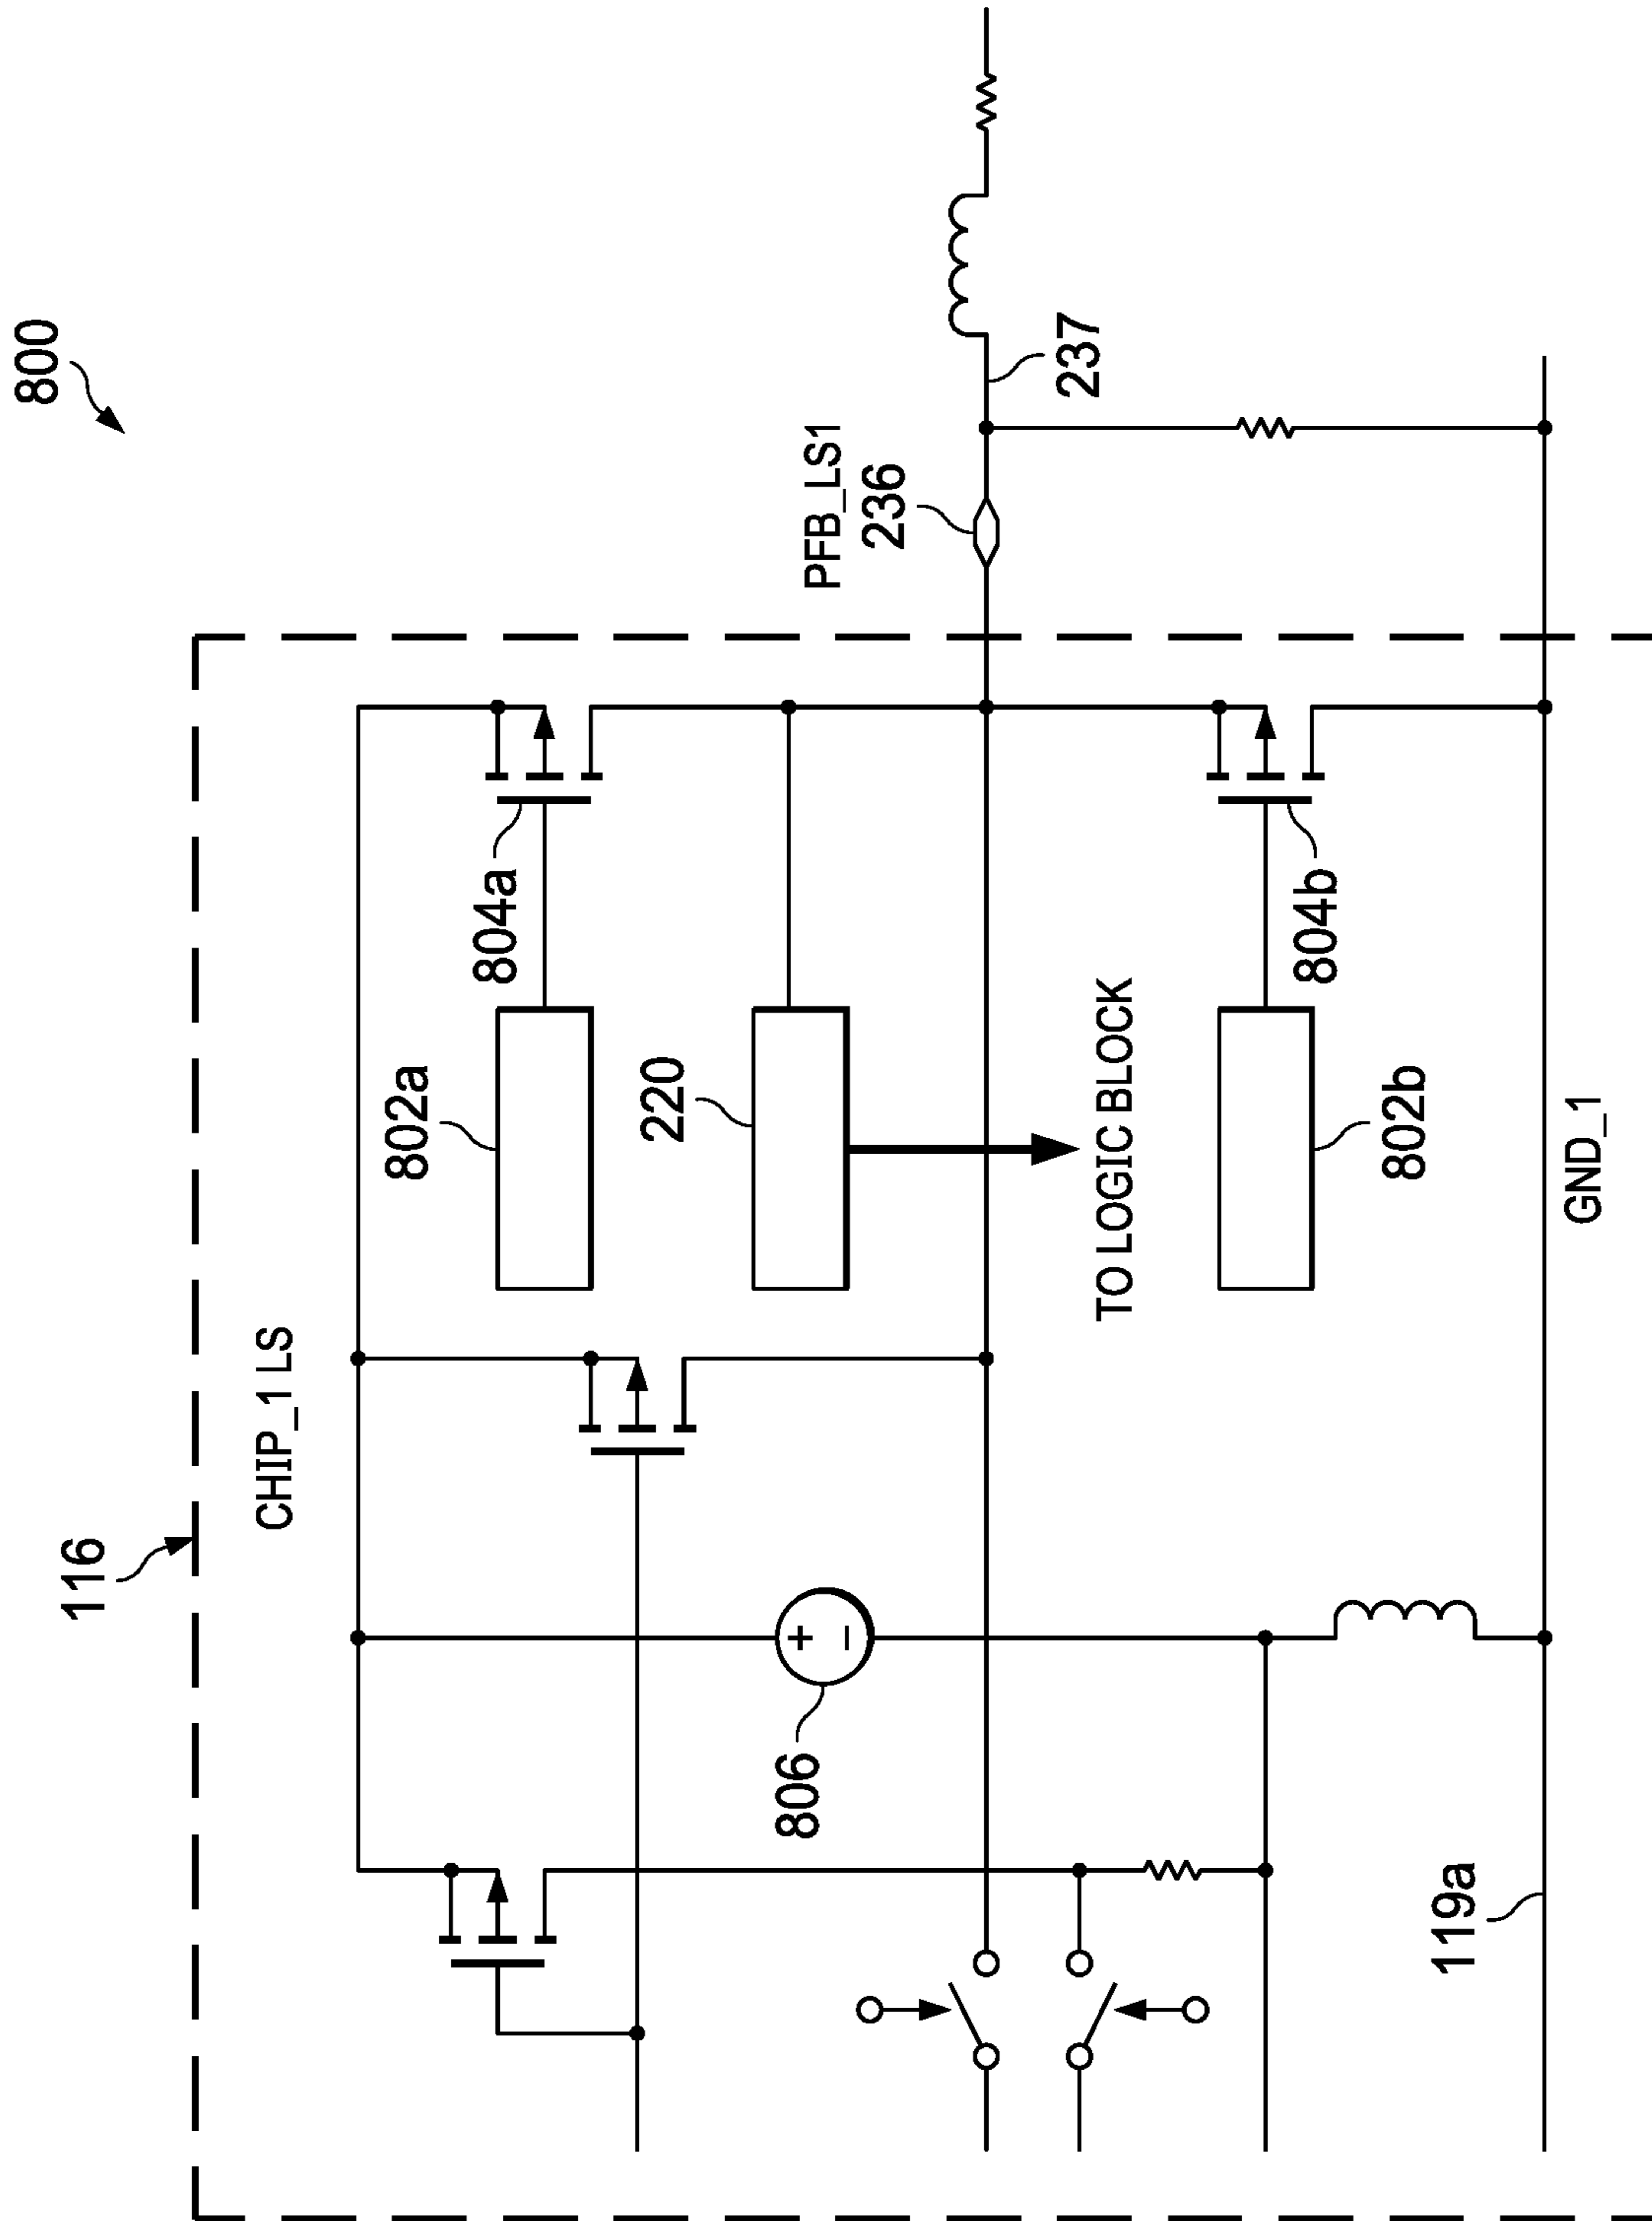 800
116
CHIP_1 LS
802a
804a
220
PFB_LS1
236
237
806
TO LOGIC BLOCK
802b
804b
119a
GND_1
+
−